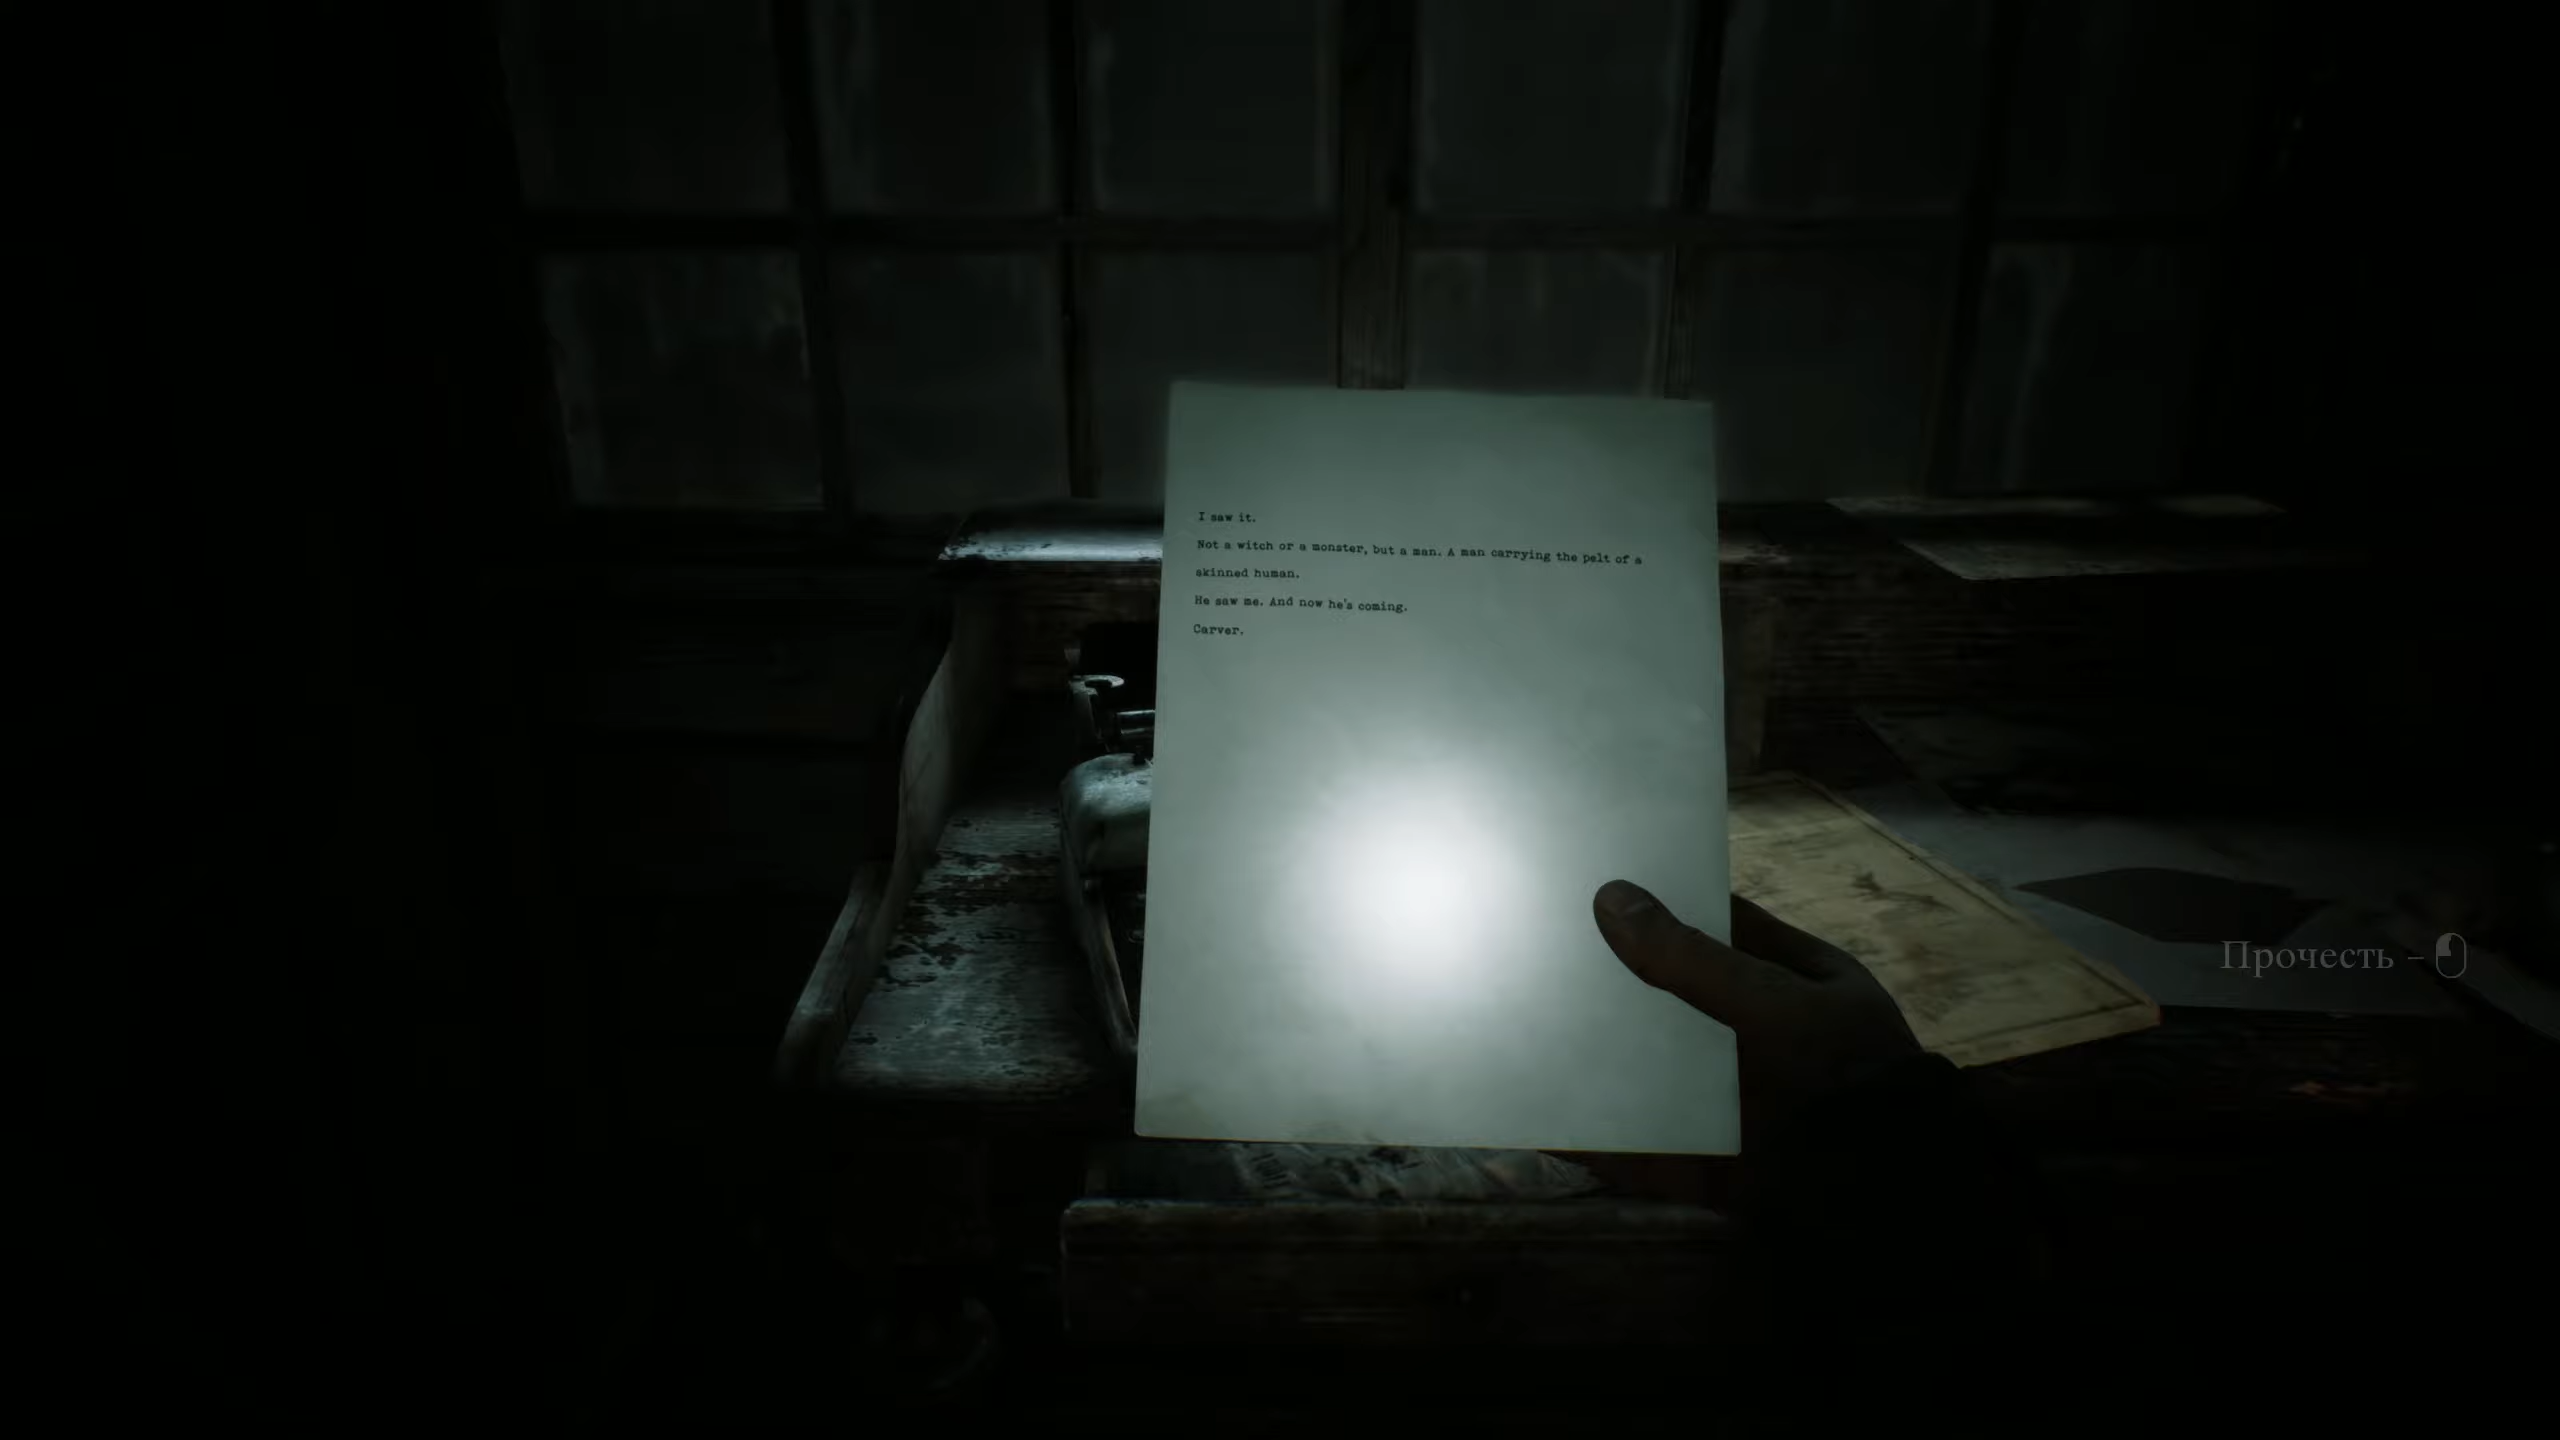 I saw it.
Not a witch or a monster, but a man. A man carrying the pelt of a
skinned human.
He saw me. And now he's coming.
Carver.
Прочесть -